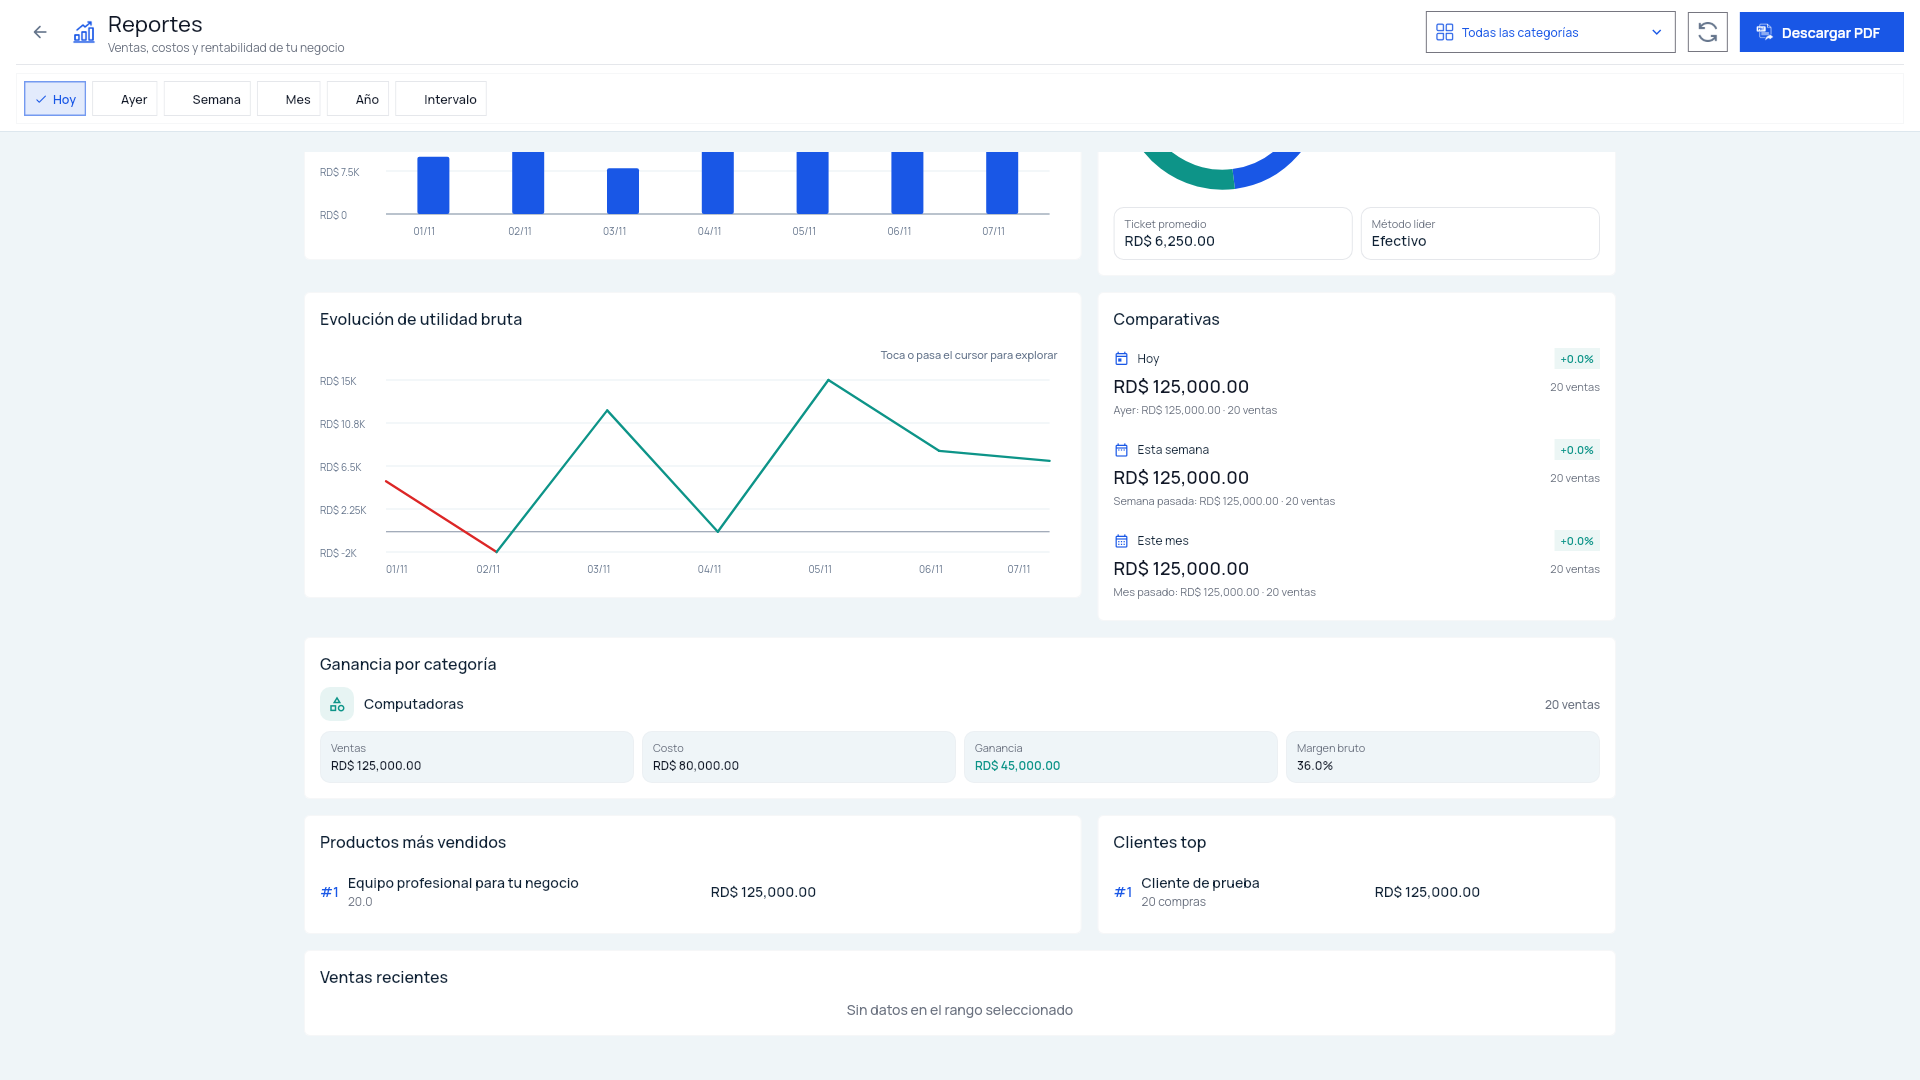 Reportes
Ventas, costos y rentabilidad de tu negocio
Todas las categorías
Descargar PDF
Hoy
Ayer
Semana
Mes
Año
Intervalo
RD$ 7.5K
RD$ 0
01/11
02/11
03/11
04/11
05/11
06/11
07/11
Ticket promedio
RD$ 6,250.00
Método líder
Efectivo
Evolución de utilidad bruta
Toca o pasa el cursor para explorar
RD$ 15K
RD$ 10.8K
RD$ 6.5K
RD$ 2.25K
RD$ -2K
01/11
02/11
03/11
04/11
05/11
06/11
07/11
Comparativas
Hoy
+0.0%
RD$ 125,000.00
20 ventas
Ayer: RD$ 125,000.00 · 20 ventas
Esta semana
+0.0%
RD$ 125,000.00
20 ventas
Semana pasada: RD$ 125,000.00 · 20 ventas
Este mes
+0.0%
RD$ 125,000.00
20 ventas
Mes pasado: RD$ 125,000.00 · 20 ventas
Ganancia por categoría
Computadoras
20 ventas
Ventas
RD$ 125,000.00
Costo
RD$ 80,000.00
Ganancia
RD$ 45,000.00
Margen bruto
36.0%
Productos más vendidos
#1
Equipo profesional para tu negocio
20.0
RD$ 125,000.00
Clientes top
#1
Cliente de prueba
20 compras
RD$ 125,000.00
Ventas recientes
Sin datos en el rango seleccionado